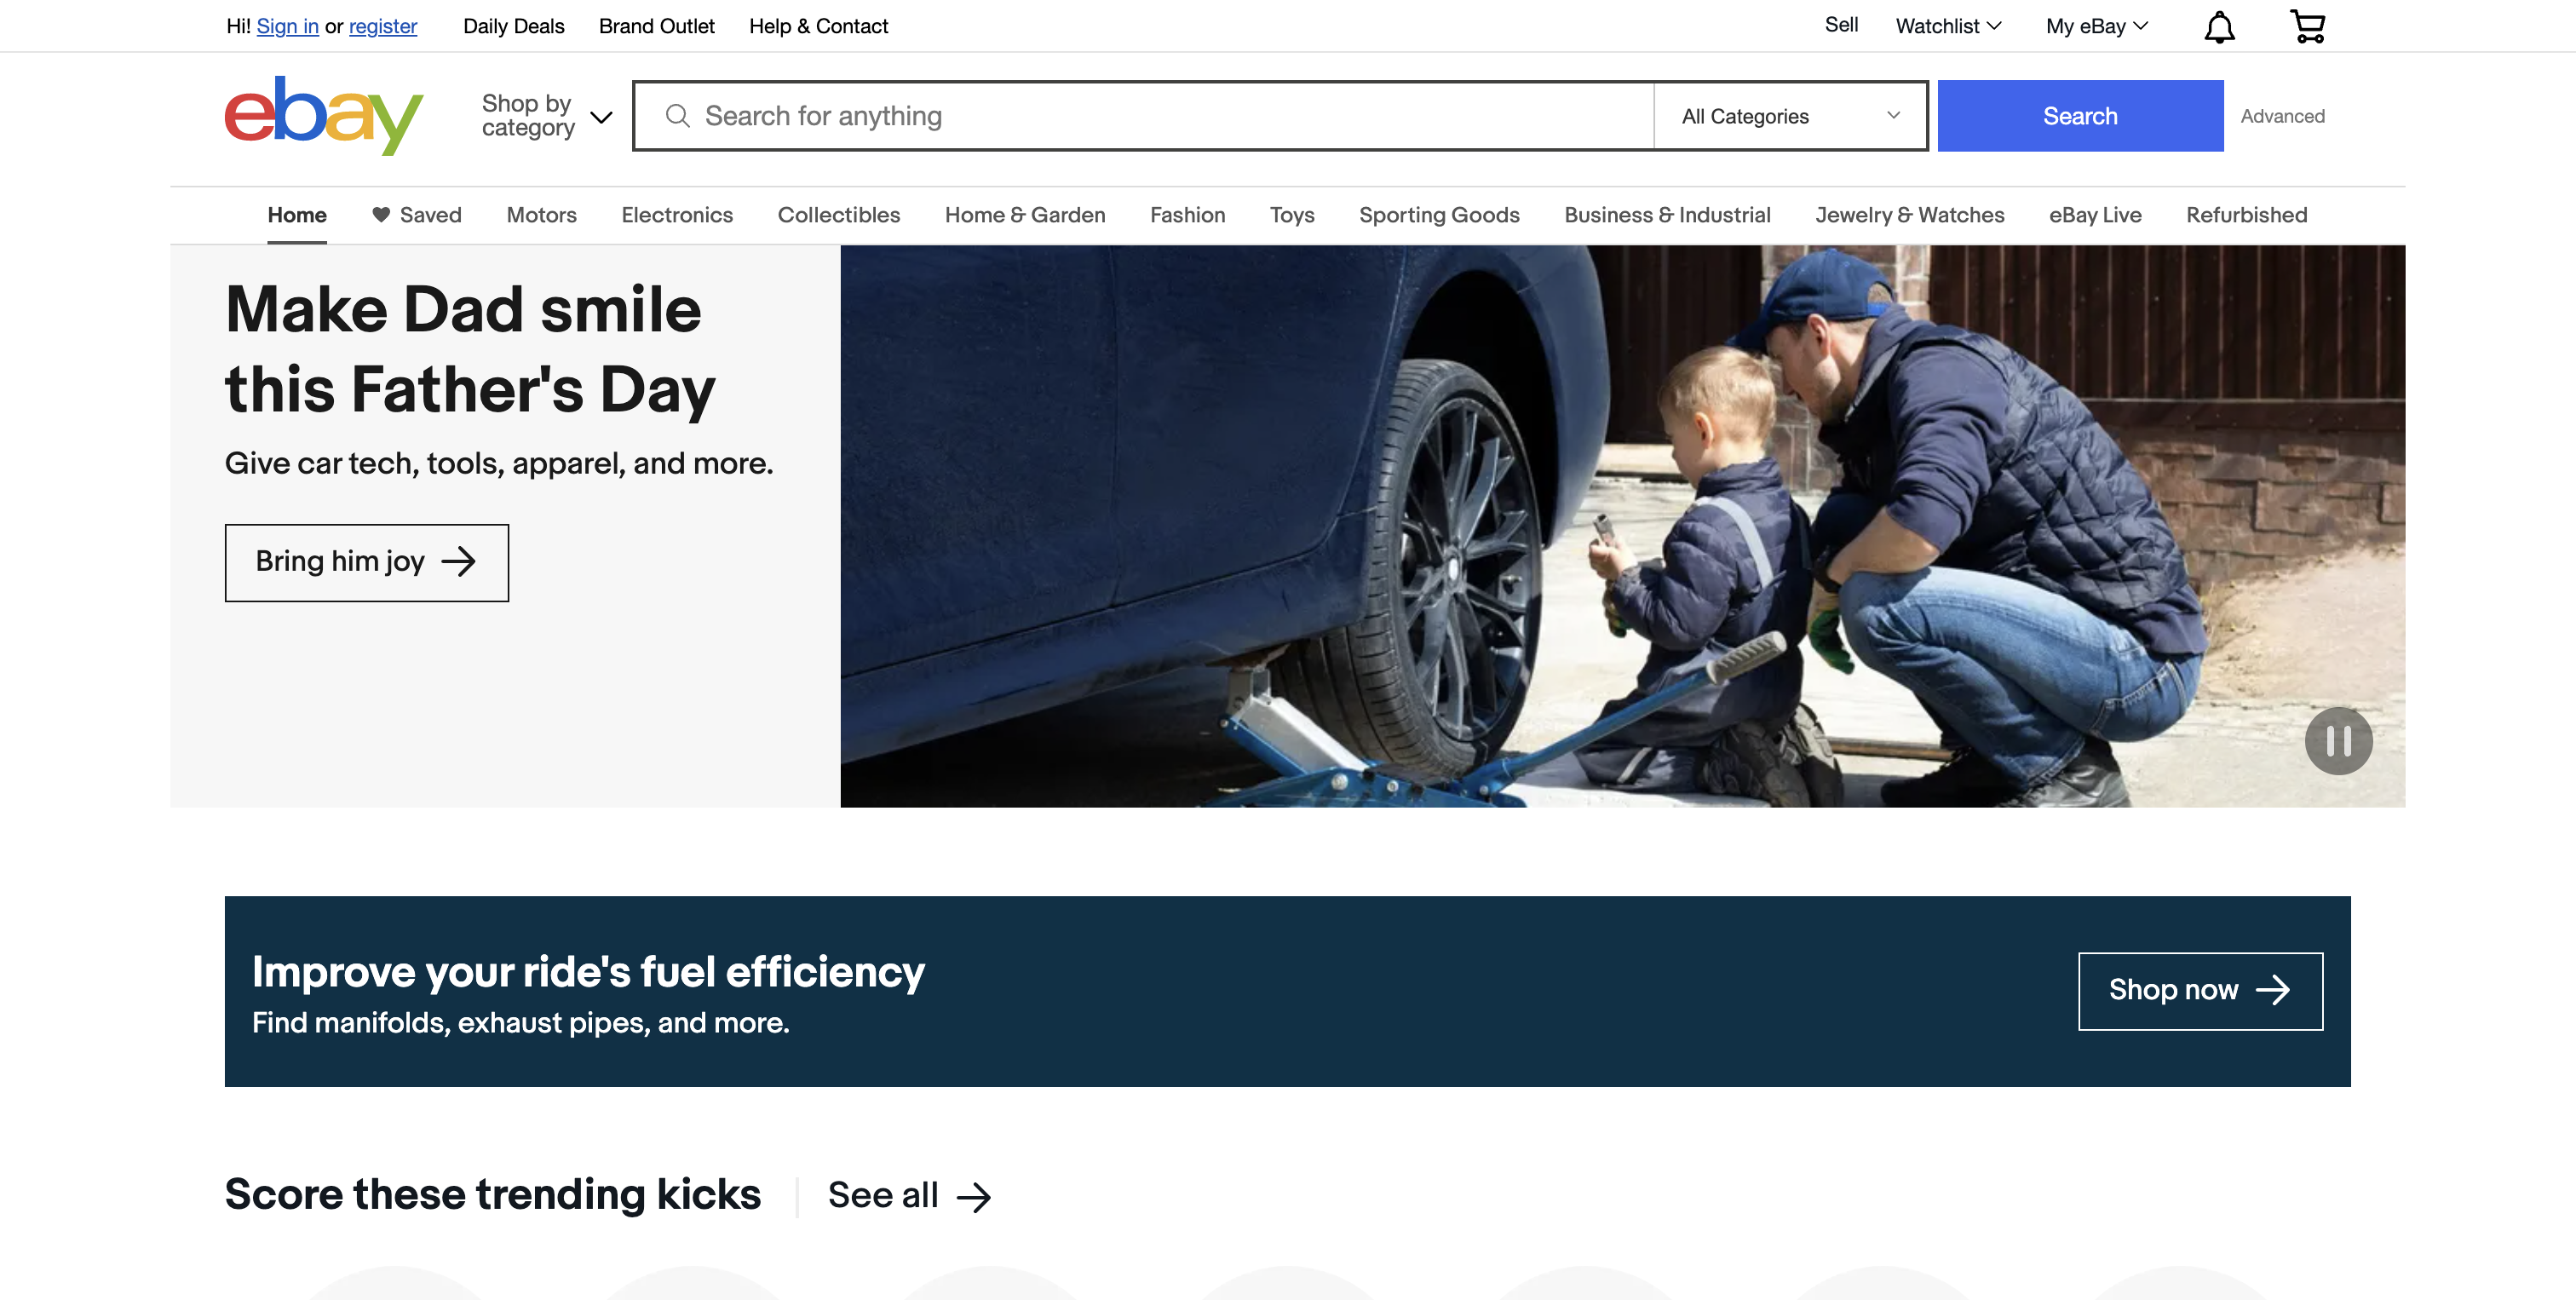 Hi! Sign in or register Daily Deals Brand Outlet Help & Contact Sell Watchlist My eBay
ebay
Shop by
category
Search for anything All Categories Search Advanced
Home Saved Motors Electronics Collectibles Home & Garden Fashion Toys Sporting Goods Business & Industrial Jewelry & Watches eBay Live Refurbished
Make Dad smile
this Father's Day
Give car tech, tools, apparel, and more.
Bring him joy
Improve your ride's fuel efficiency
Find manifolds, exhaust pipes, and more.
Shop now
Score these trending kicks See all